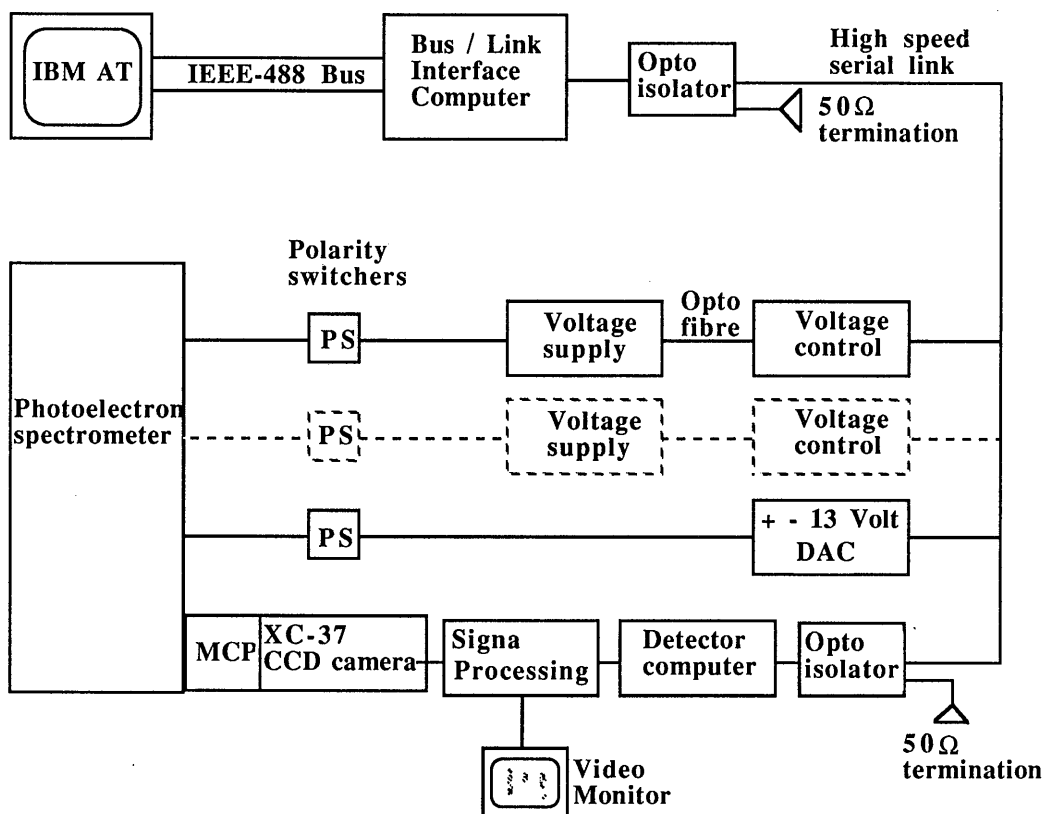 IBM AT
IEEE-488 Bus
Bus / Link
Interface
Computer
Opto
isolator
High speed
serial link
50Ω
termination
Polarity
switchers
PS
Voltage
supply
Opto
fibre
Voltage
control
Photoelectron
spectrometer
PS
Voltage
supply
Voltage
control
PS
+ - 13 Volt
DAC
MCP
XC-37
CCD camera
Signa
Processing
Detector
computer
Opto
isolator
50Ω
termination
Video
Monitor